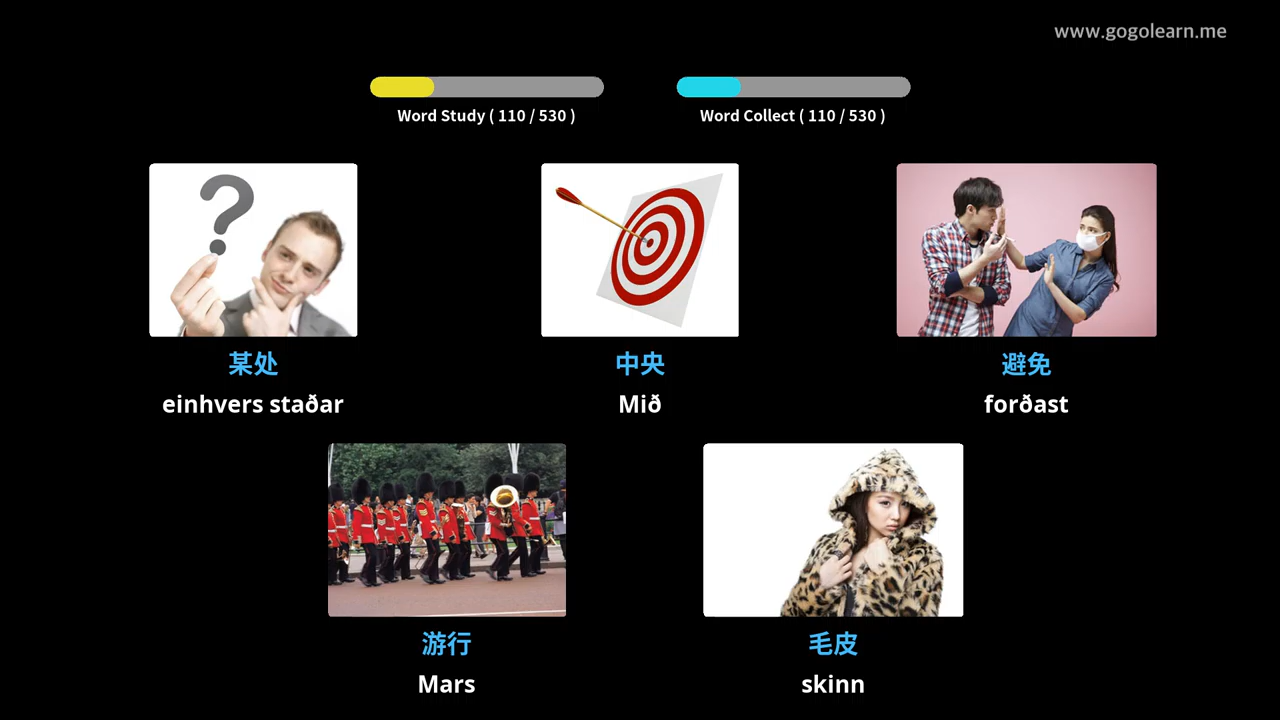 www.gogolearn.me
Word Study ( 110 / 530 )
Word Collect ( 110 / 530 )
某处
中央
避免
einhvers staðar
Mið
forðast
游行
毛皮
Mars
skinn